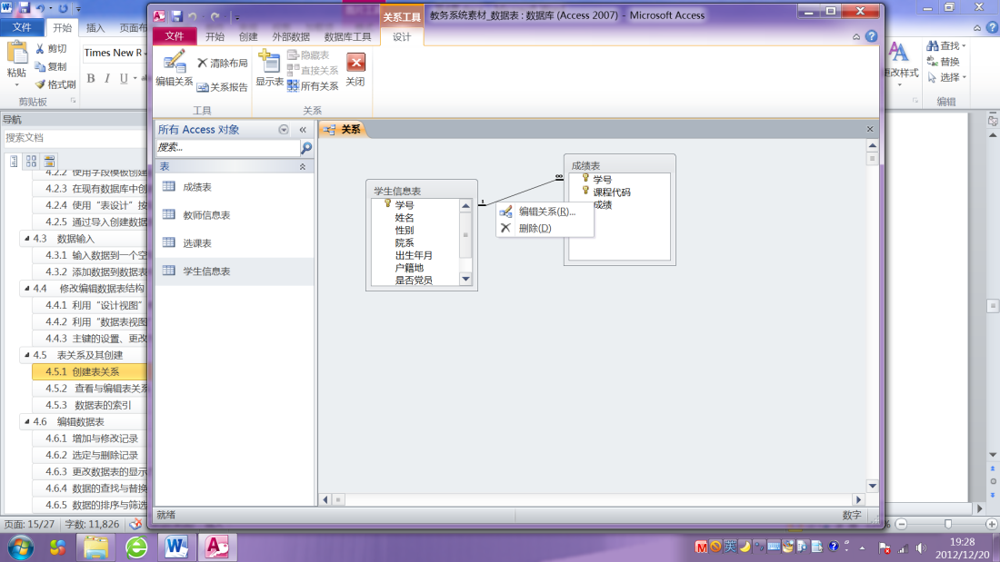 关系工具
教务系统素材_数据表 : 数据库 (Access 2007) - Microsoft Access
文件
开始
插入
页面布
文件
开始
创建
外部数据
数据库工具
设计
粘贴
剪切
复制
格式刷
剪贴板
Times New R
B I U
编辑关系
清除布局
关系报告
工具
显示表
隐藏表
直接关系
所有关系
关系
关闭
更改样式
查找
替换
选择
编辑
导航
搜索文档
4.2.2 使用字段模板创建
4.2.3 在现有数据库中创
4.2.4 使用“表设计”按
4.2.5 通过导入创建数据
4.3 数据输入
4.3.1 输入数据到一个空
4.3.2 添加数据到数据表
4.4 修改编辑数据表结构
4.4.1 利用“设计视图”
4.4.2 利用“数据表视图
4.4.3 主键的设置、更改
4.5 表关系及其创建
4.5.1 创建表关系
4.5.2 查看与编辑表关系
4.5.3 数据表的索引
4.6 编辑数据表
4.6.1 增加与修改记录
4.6.2 选定与删除记录
4.6.3 更改数据表的显示
4.6.4 数据的查找与替换
4.6.5 数据的排序与筛选
所有 Access 对象
搜索...
表
成绩表
教师信息表
选课表
学生信息表
关系
学生信息表
学号
姓名
性别
院系
出生年月
户籍地
是否党员
1
∞
成绩表
学号
课程代码
成绩
编辑关系(R)...
删除(D)
就绪
数字
页面: 15/27
字数: 11,826
%
英
19:28
2012/12/20